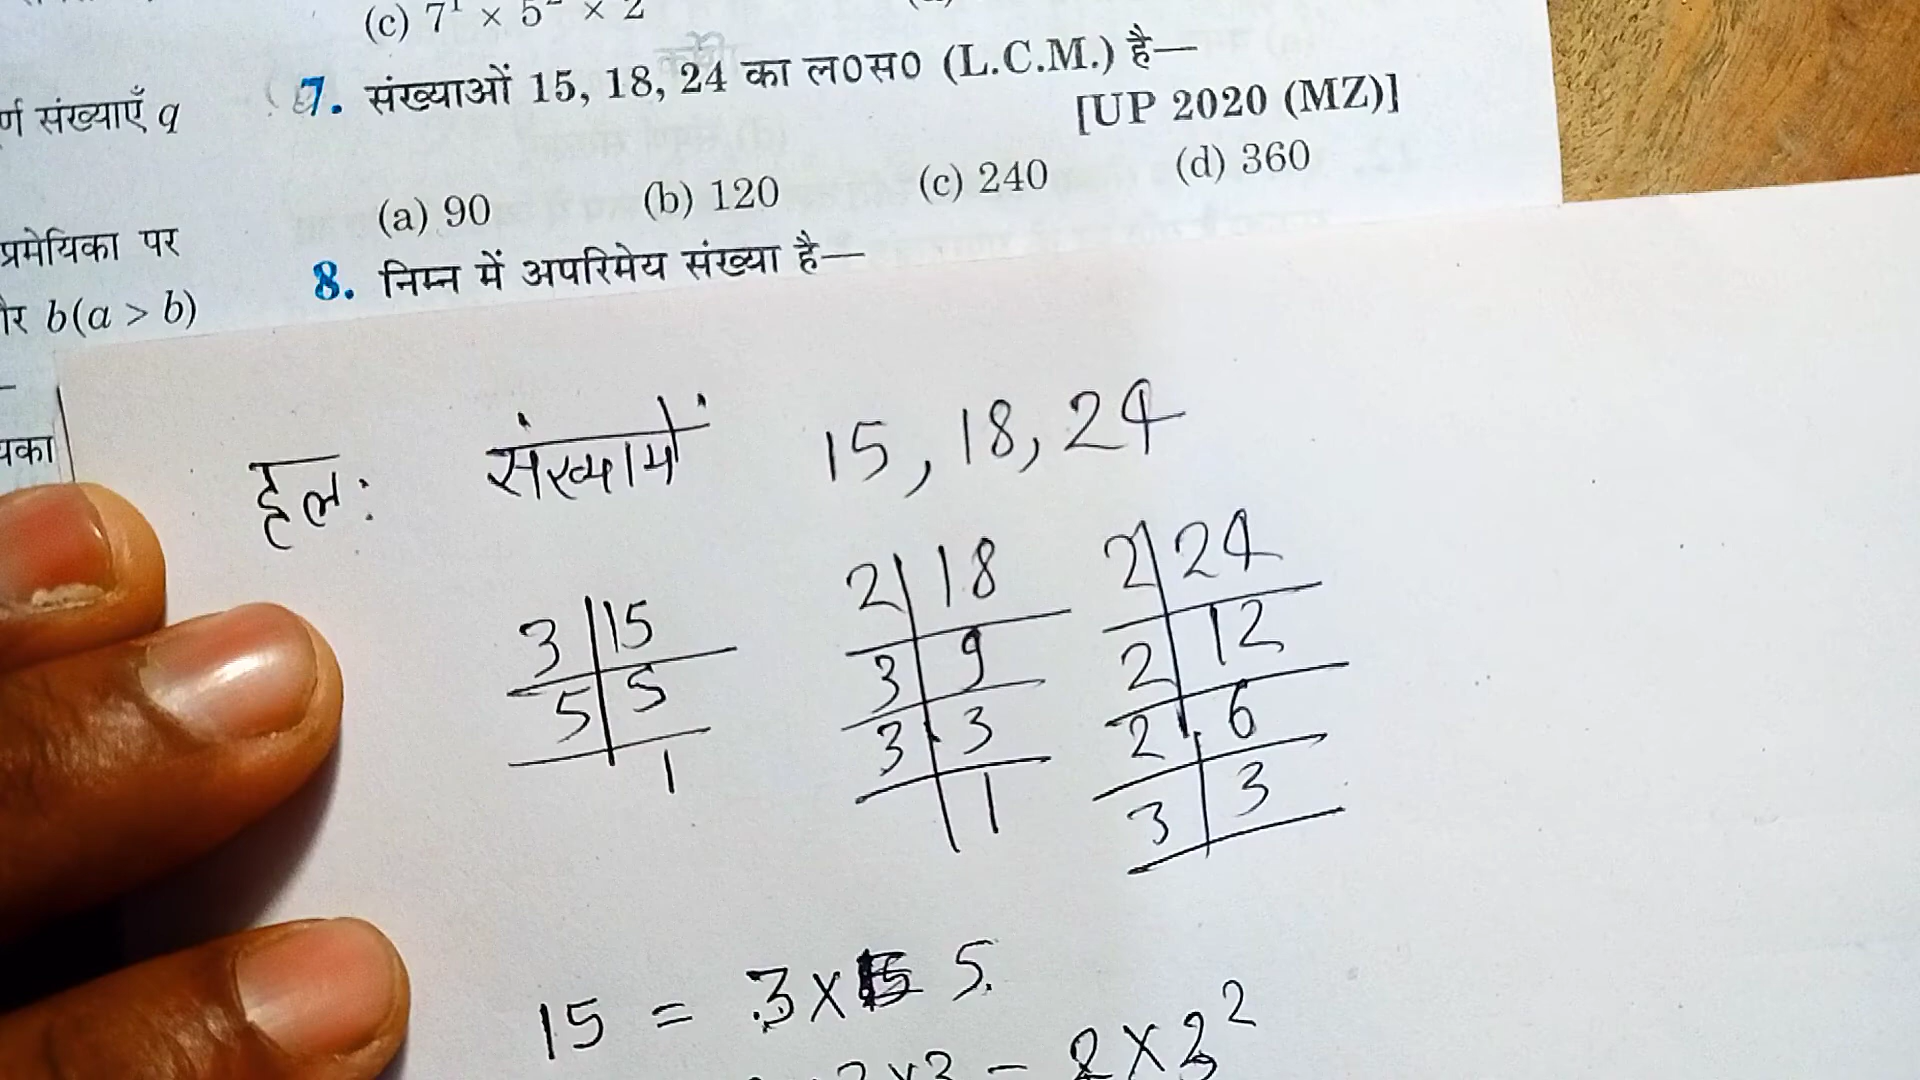 (c) 7¹ × 5² × 2
र्ण संख्याएँ q
7. संख्याओं 15, 18, 24 का ल०स० (L.C.M.) है—
[UP 2020 (MZ)]
(a) 90 (b) 120 (c) 240 (d) 360
प्रमेयिका पर
8. निम्न में अपरिमेय संख्या है—
b(a > b)
यका
हल: संख्यायों 15, 18, 24
3 | 15
5 | 5
1
2 | 18
3 | 9
3 | 3
1
2 | 24
2 | 12
2 | 6
3 | 3
15 = 3 × 5
= 2 × 3²